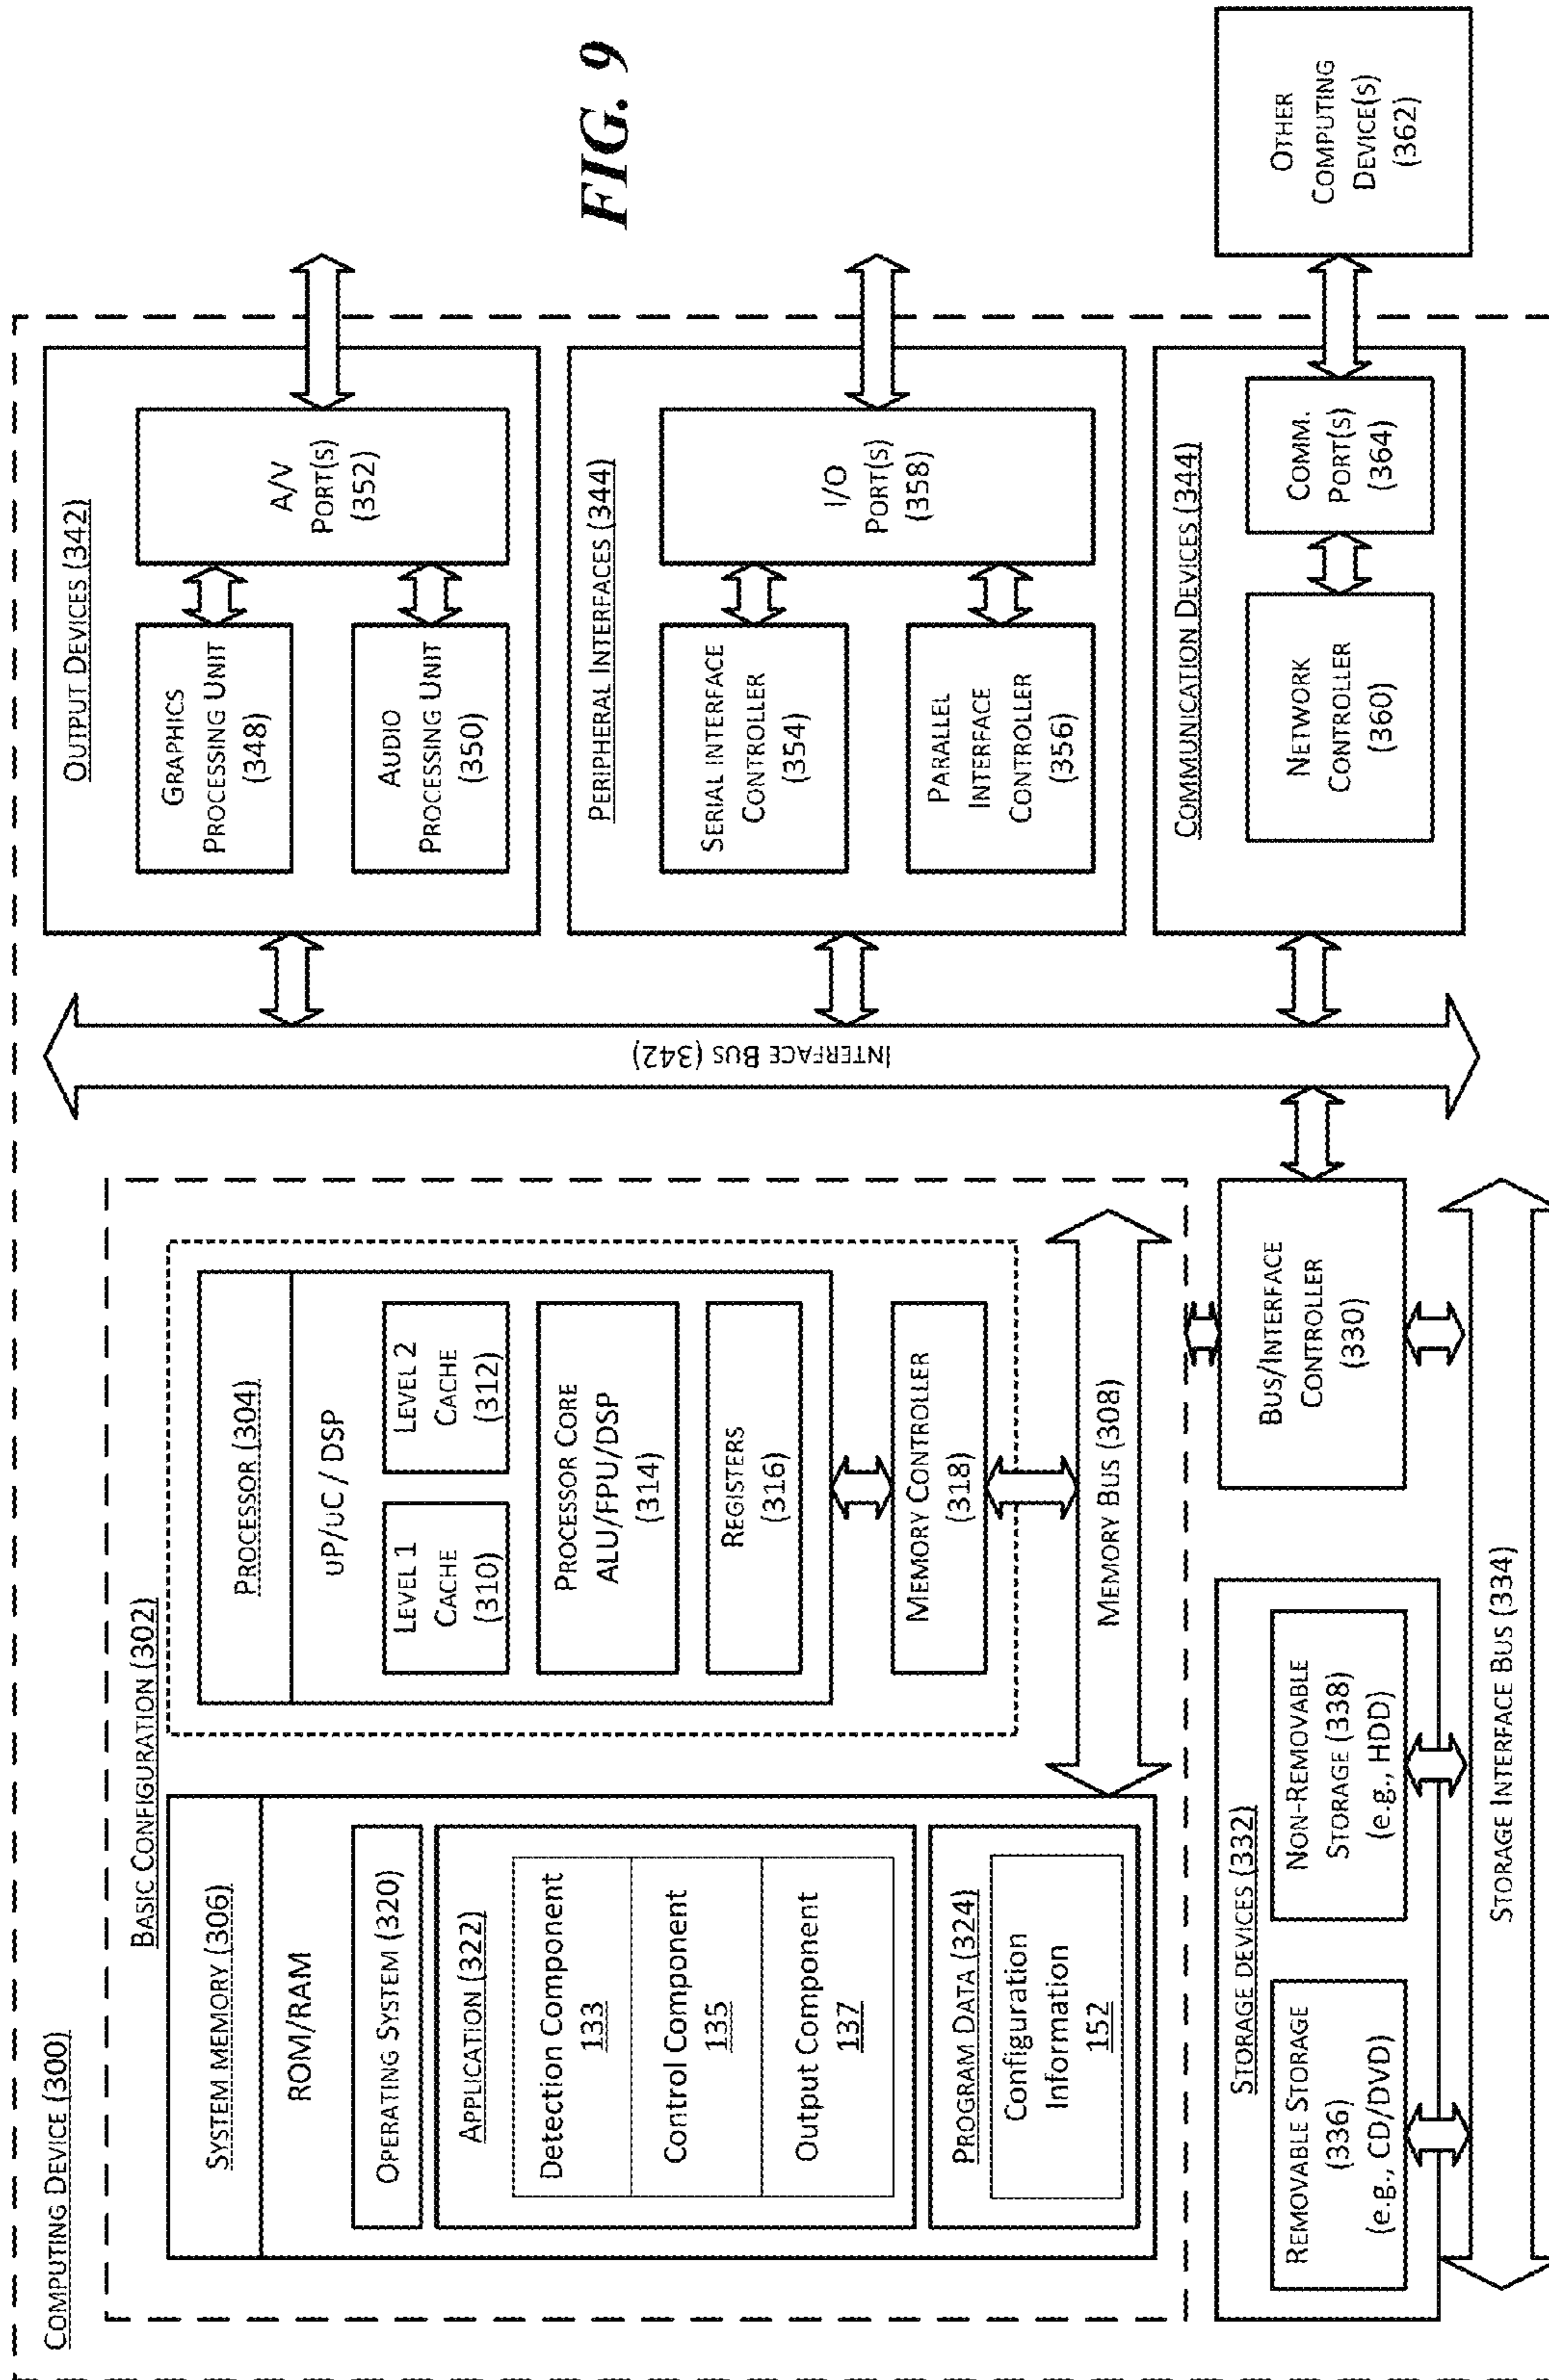 COMPUTING DEVICE (300)
BASIC CONFIGURATION (302)
SYSTEM MEMORY (306)
ROM/RAM
OPERATING SYSTEM (320)
APPLICATION (322)
Detection Component
133
Control Component
135
Output Component
137
PROGRAM DATA (324)
Configuration
Information
152
PROCESSOR (304)
uP/uC / DSP
LEVEL 1
CACHE
(310)
LEVEL 2
CACHE
(312)
PROCESSOR CORE
ALU/FPU/DSP
(314)
REGISTERS
(316)
MEMORY CONTROLLER
(318)
MEMORY BUS (308)
BUS/INTERFACE
CONTROLLER
(330)
STORAGE DEVICES (332)
REMOVABLE STORAGE
(336)
(e.g., CD/DVD)
NON-REMOVABLE
STORAGE (338)
(e.g., HDD)
STORAGE INTERFACE BUS (334)
INTERFACE BUS (342)
OUTPUT DEVICES (342)
GRAPHICS
PROCESSING UNIT
(348)
AUDIO
PROCESSING UNIT
(350)
A/V
PORT(S)
(352)
PERIPHERAL INTERFACES (344)
SERIAL INTERFACE
CONTROLLER
(354)
PARALLEL
INTERFACE
CONTROLLER
(356)
I/O
PORT(S)
(358)
COMMUNICATION DEVICES (344)
NETWORK
CONTROLLER
(360)
COMM.
PORT(S)
(364)
OTHER
COMPUTING
DEVICE(S)
(362)
FIG. 9